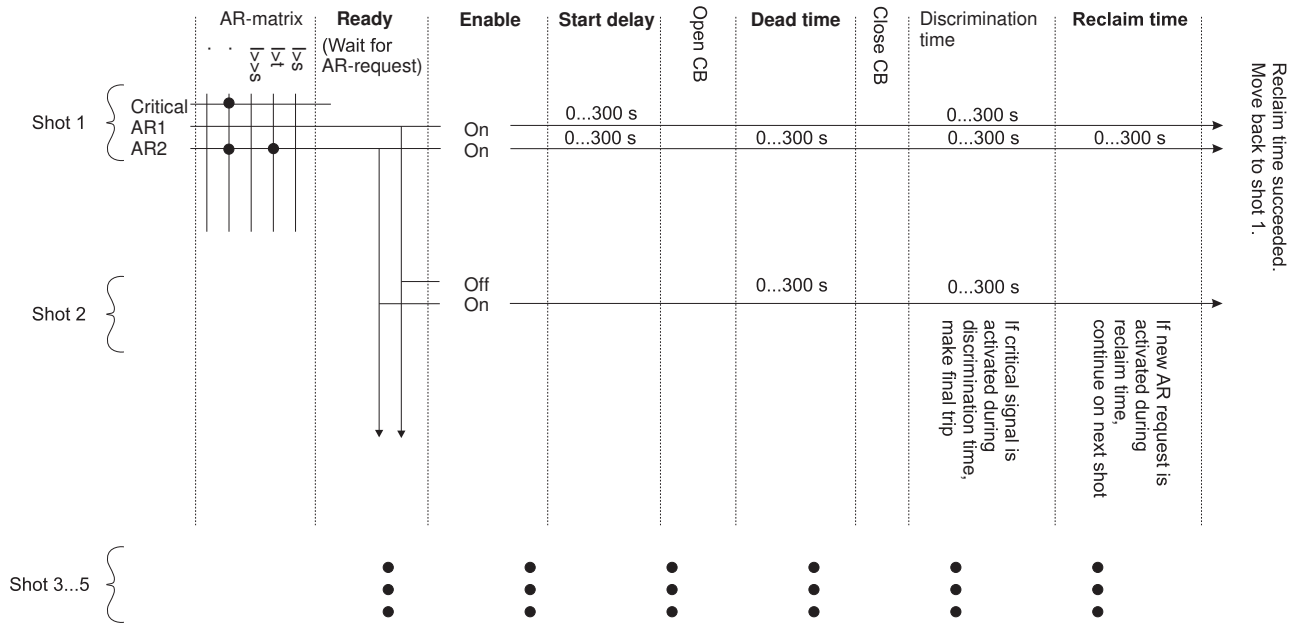 AR-matrix
Ready
(Wait for
AR-request)
Enable
Start delay
Open CB
Dead time
Close CB
Discrimination
time
Reclaim time
I>>s
I>t
I>s
Shot 1
Critical
AR1
AR2
On
On
0...300 s
0...300 s
0...300 s
0...300 s
0...300 s
0...300 s
Reclaim time succeeded.
Move back to shot 1.
Shot 2
Off
On
0...300 s
0...300 s
If critical signal is
activated during
discrimination time,
make final trip
If new AR request is
activated during
reclaim time,
continue on next shot
Shot 3...5